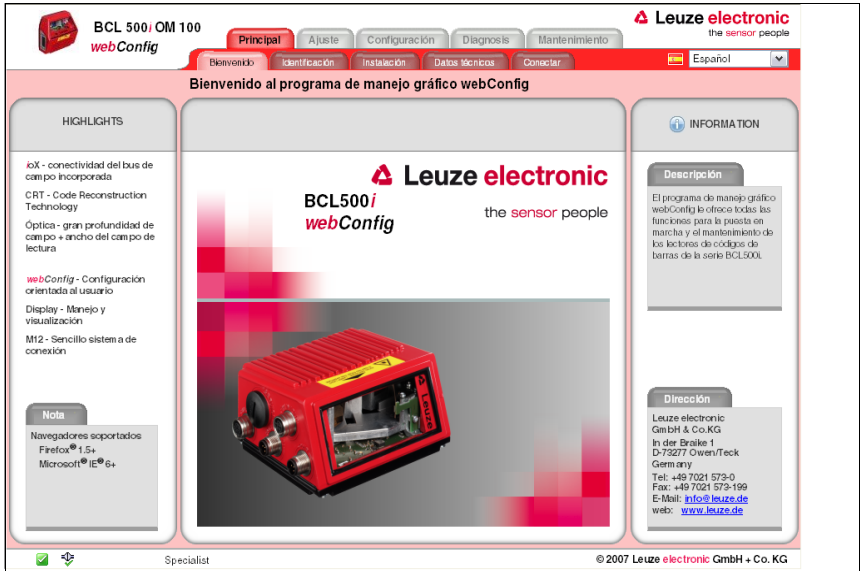 BCL 500i OM 100
webConfig
Principal
Ajuste
Configuración
Diagnosis
Mantenimiento
Leuze electronic
the sensor people
Bienvenido
Identificación
Instalación
Datos técnicos
Conectar
Español
Bienvenido al programa de manejo gráfico webConfig
HIGHLIGHTS
ioX - conectividad del bus de
campo incorporada
CRT - Code Reconstruction
Technology
Óptica - gran profundidad de
campo + ancho del campo de
lectura
webConfig - Configuración
orientada al usuario
Display - Manejo y
visualización
M12 - Sencillo sistema de
conexión
Nota
Navegadores soportados
Firefox® 1.5+
Microsoft® IE® 6+
Leuze electronic
the sensor people
BCL500i
webConfig
Leuze
INFORMATION
Descripción
El programa de manejo gráfico
webConfig le ofrece todas las
funciones para la puesta en
marcha y el mantenimiento de
los lectores de códigos de
barras de la serie BCL500i.
Dirección
Leuze electronic
GmbH & Co.KG
In der Braike 1
D-73277 Owen/Teck
Germany
Tel: +49 7021 573-0
Fax: +49 7021 573-199
E-Mail: info@leuze.de
web: www.leuze.de
Specialist
© 2007 Leuze electronic GmbH + Co. KG